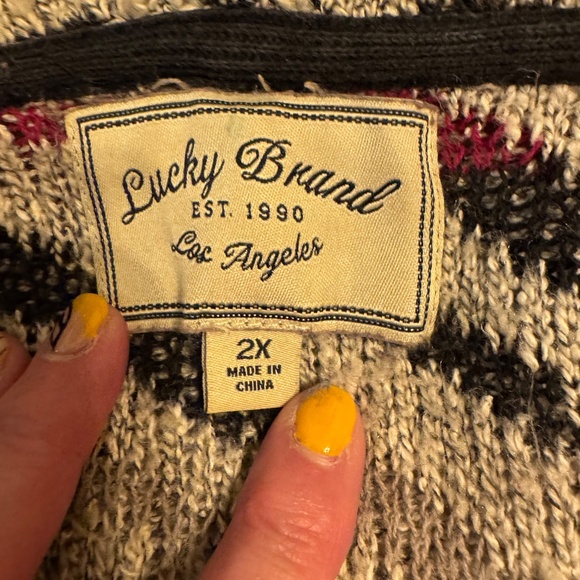 Lucky Brand
EST. 1990
Los Angeles
2X
MADE IN
CHINA